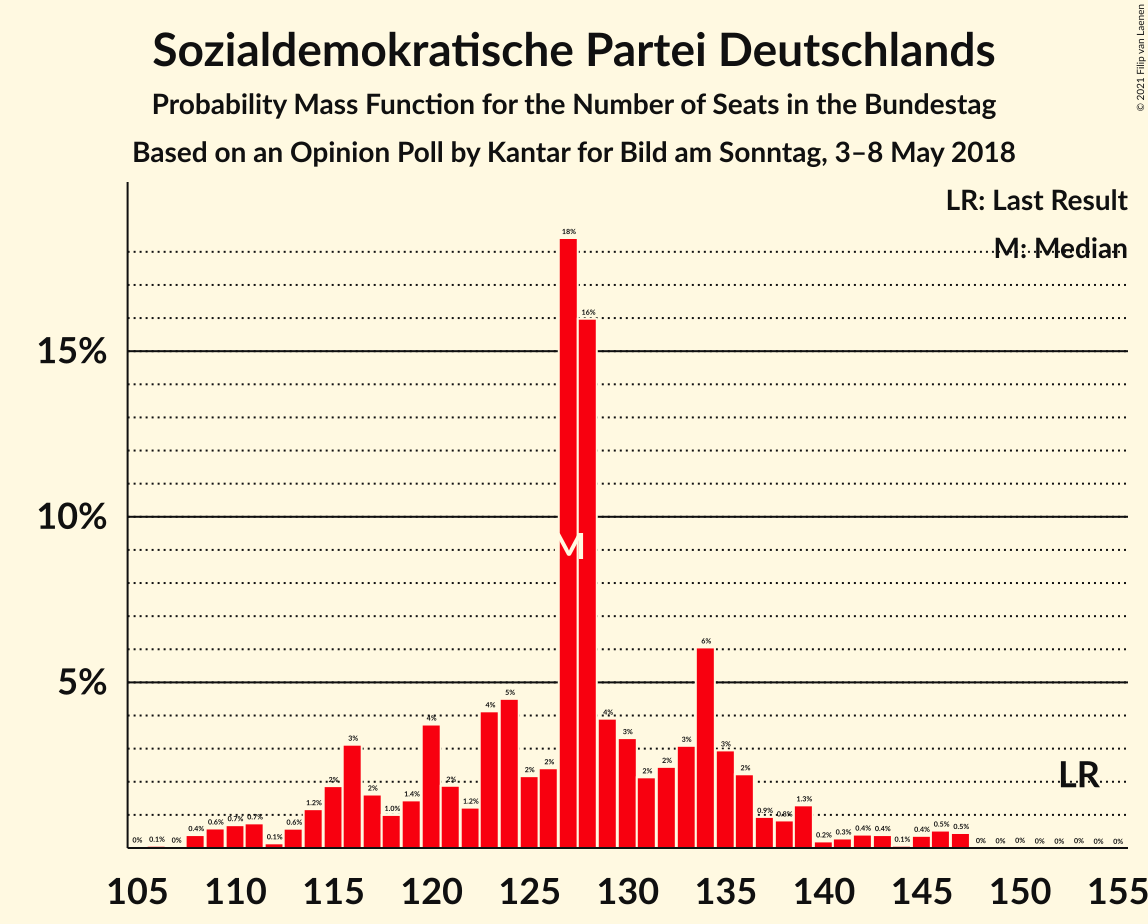 Sozialdemokratische Partei Deutschlands
Probability Mass Function for the Number of Seats in the Bundestag
Based on an Opinion Poll by Kantar for Bild am Sonntag, 3–8 May 2018
© 2021 Filip van Laenen
LR: Last Result
M: Median
15%
10%
5%
0% 0.1% 0% 0.4% 0.6% 0.7% 0.7% 0.1% 0.6% 1.2% 2% 3% 2% 1.0% 1.4% 4% 2% 1.2% 4% 5% 2% 2% 18% 16% 4% 3% 2% 2% 3% 6% 3% 2% 0.9% 0.8% 1.3% 0.2% 0.3% 0.4% 0.4% 0.1% 0.4% 0.5% 0.5% 0% 0% 0% 0% 0% 0% 0% 0%
M
LR
105 110 115 120 125 130 135 140 145 150 155